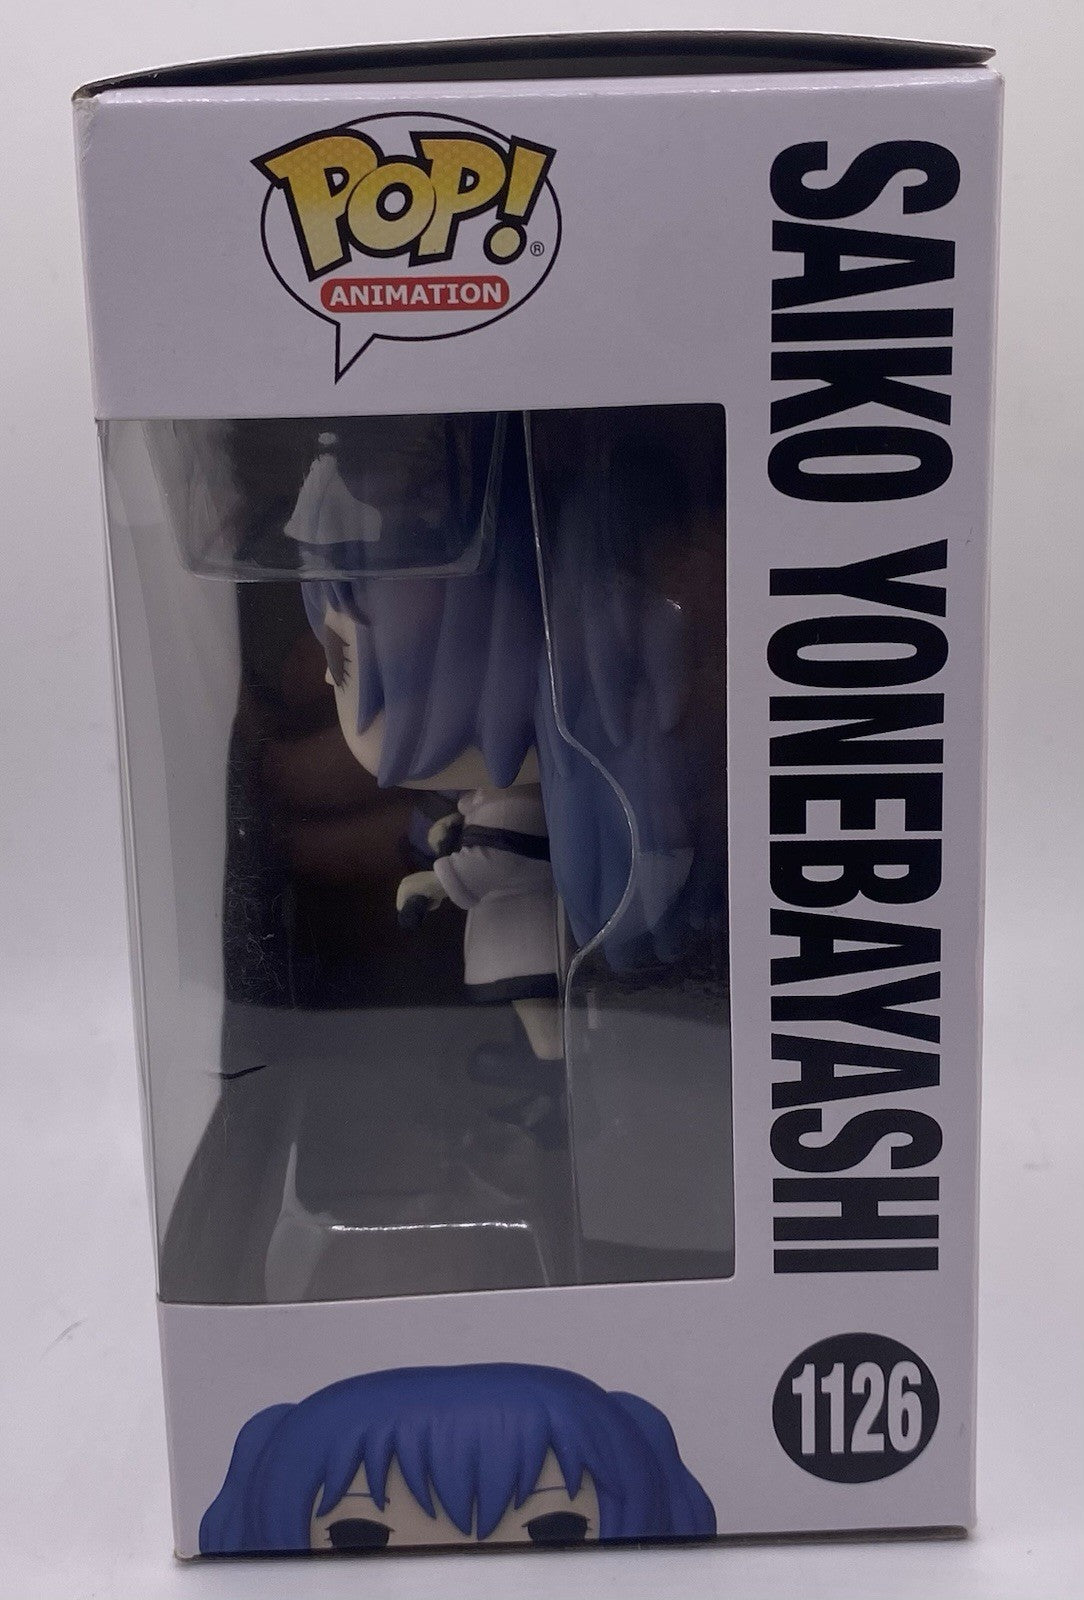 POP!®
ANIMATION
SAIKO YONEBAYASHI
1126